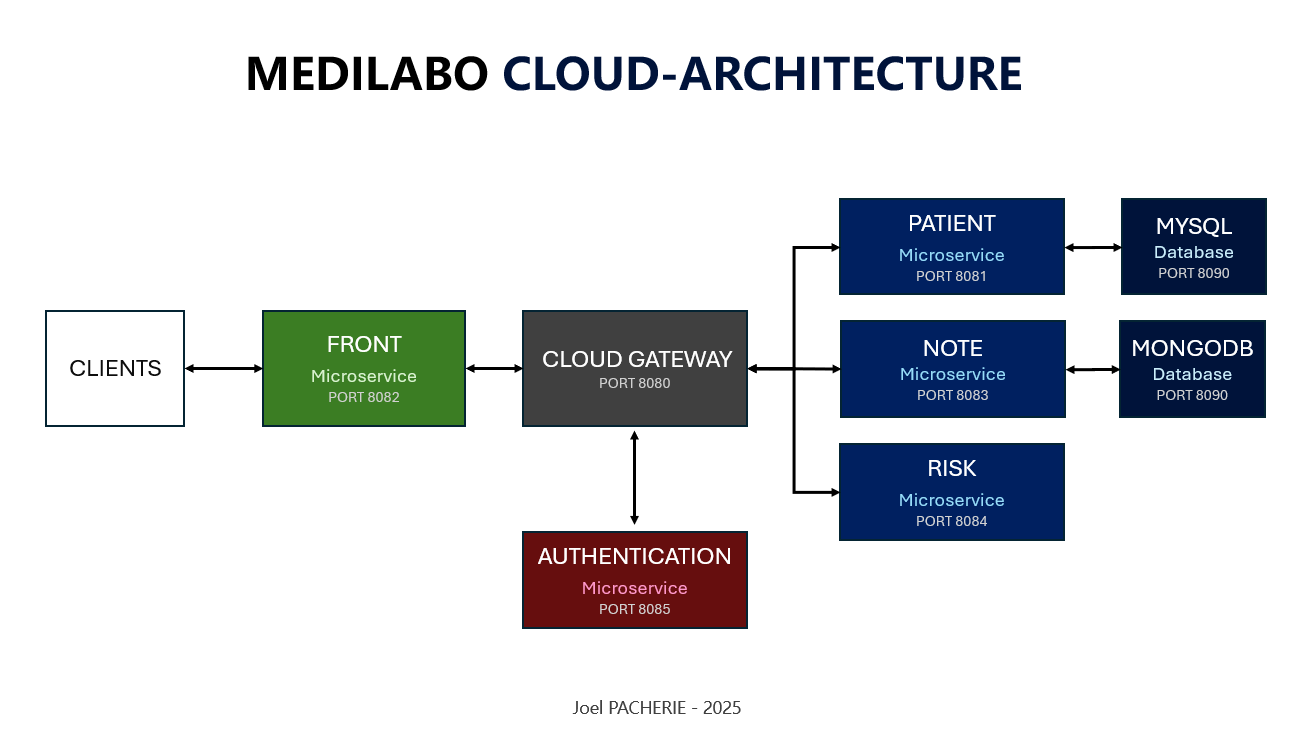 MEDILABO CLOUD-ARCHITECTURE
CLIENTS
FRONT
Microservice
PORT 8082
CLOUD GATEWAY
PORT 8080
AUTHENTICATION
Microservice
PORT 8085
PATIENT
Microservice
PORT 8081
MYSQL
Database
PORT 8090
NOTE
Microservice
PORT 8083
MONGODB
Database
PORT 8090
RISK
Microservice
PORT 8084
Joel PACHERIE - 2025